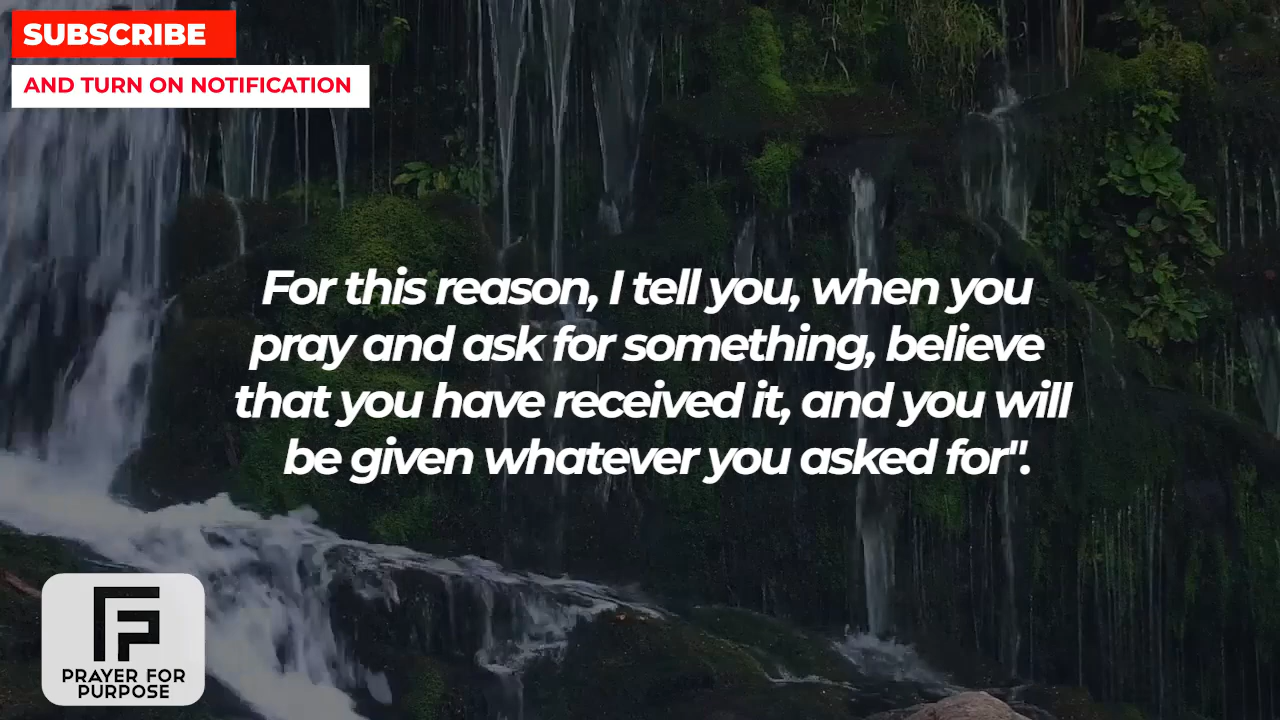 SUBSCRIBE
AND TURN ON NOTIFICATION
For this reason, I tell you, when you
pray and ask for something, believe
that you have received it, and you will
be given whatever you asked for".
PRAYER FOR
PURPOSE